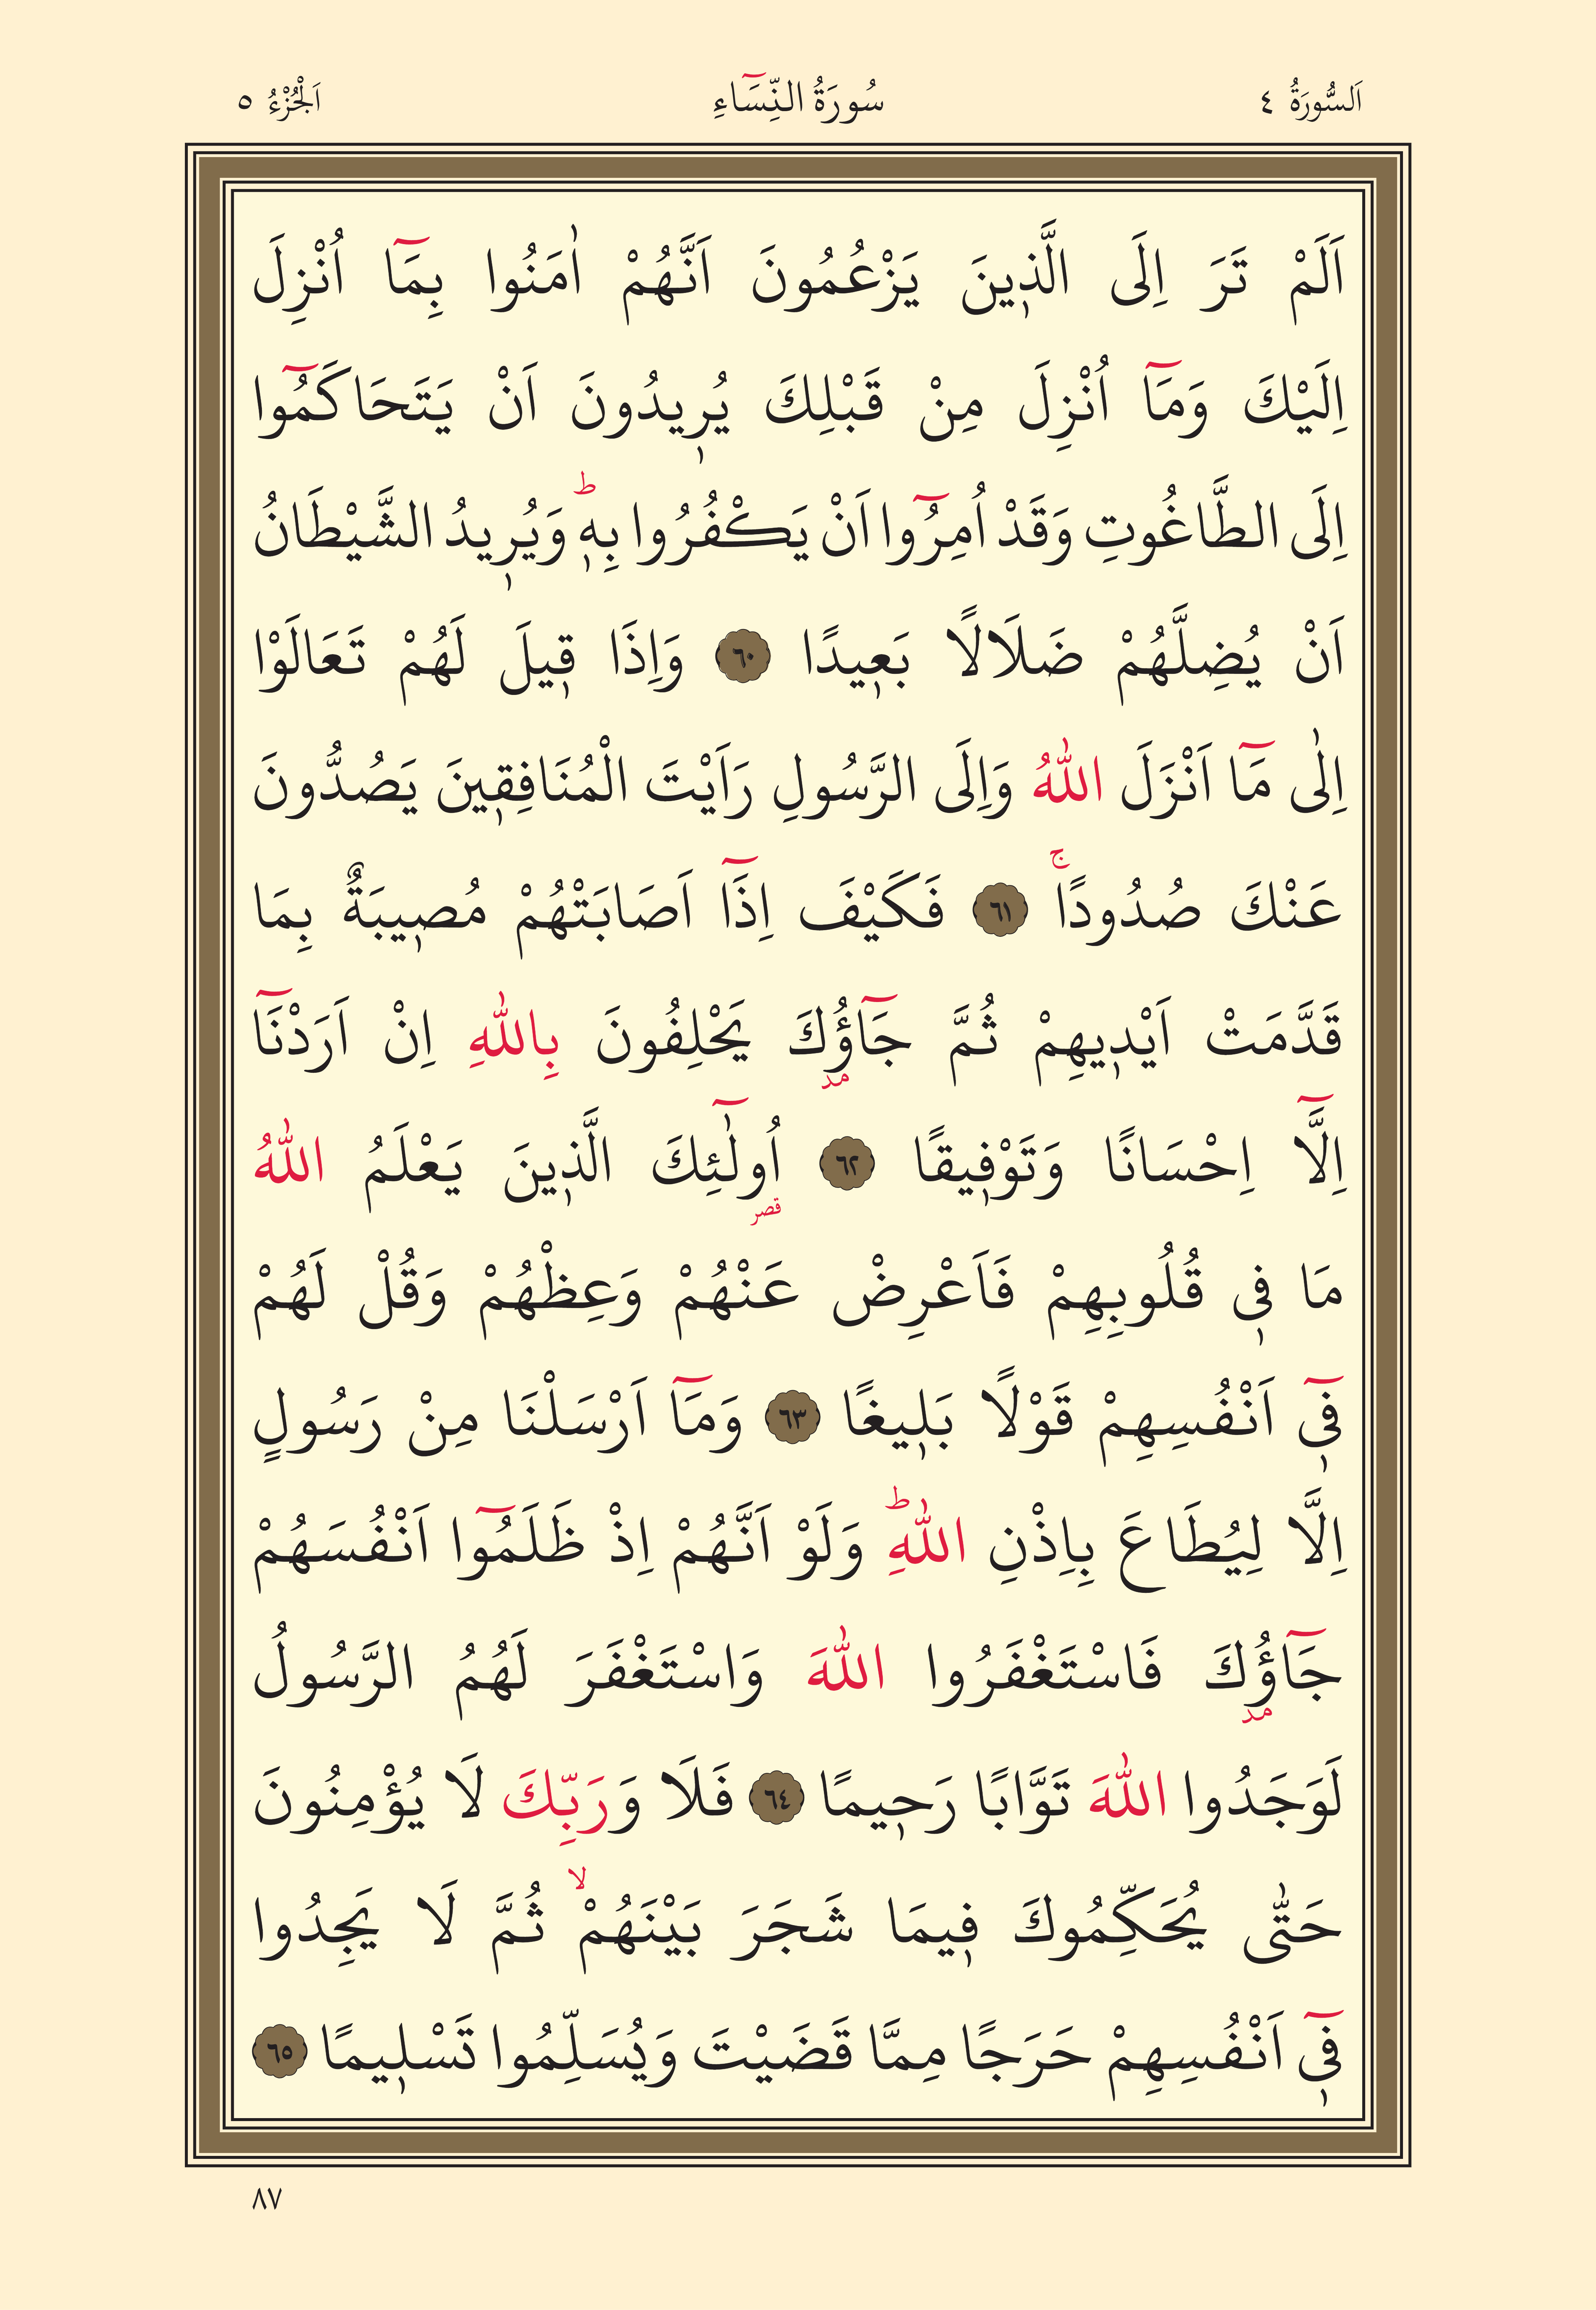 اَلسُّورَةُ ٤ سُورَةُ النِّسَٓاءِ اَلْجُزْءُ ٥
اَلَمْ تَرَ اِلَى الَّذ۪ينَ يَزْعُمُونَ اَنَّهُمْ اٰمَنُوا بِمَٓا اُنْزِلَ
اِلَيْكَ وَمَٓا اُنْزِلَ مِنْ قَبْلِكَ يُر۪يدُونَ اَنْ يَتَحَاكَمُٓوا
اِلَى الطَّاغُوتِ وَقَدْ اُمِرُٓوا اَنْ يَكْفُرُوا بِه۪ۜ وَيُر۪يدُ الشَّيْطَانُ
اَنْ يُضِلَّهُمْ ضَلَالًا بَع۪يدًا ٦٠ وَاِذَا ق۪يلَ لَهُمْ تَعَالَوْا
اِلٰى مَٓا اَنْزَلَ اللّٰهُ وَاِلَى الرَّسُولِ رَاَيْتَ الْمُنَافِق۪ينَ يَصُدُّونَ
عَنْكَ صُدُودًاۚ ٦١ فَكَيْفَ اِذَٓا اَصَابَتْهُمْ مُص۪يبَةٌ بِمَا
قَدَّمَتْ اَيْد۪يهِمْ ثُمَّ جَٓاؤُ۫كَ يَحْلِفُونَ بِاللّٰهِ اِنْ اَرَدْنَٓا
مد
اِلَّٓا اِحْسَانًا وَتَوْف۪يقًا ٦٢ اُو۬لٰٓئِكَ الَّذ۪ينَ يَعْلَمُ اللّٰهُ
قصر
مَا ف۪ي قُلُوبِهِمْ فَاَعْرِضْ عَنْهُمْ وَعِظْهُمْ وَقُلْ لَهُمْ
ف۪ٓي اَنْفُسِهِمْ قَوْلًا بَل۪يغًا ٦٣ وَمَٓا اَرْسَلْنَا مِنْ رَسُولٍ
اِلَّا لِيُطَاعَ بِاِذْنِ اللّٰهِۜ وَلَوْ اَنَّهُمْ اِذْ ظَلَمُٓوا اَنْفُسَهُمْ
جَٓاؤُ۫كَ فَاسْتَغْفَرُوا اللّٰهَ وَاسْتَغْفَرَ لَهُمُ الرَّسُولُ
مد
لَوَجَدُوا اللّٰهَ تَوَّابًا رَح۪يمًا ٦٤ فَلَا وَرَبِّكَ لَا يُؤْمِنُونَ
حَتّٰى يُحَكِّمُوكَ ف۪يمَا شَجَرَ بَيْنَهُمْۙ ثُمَّ لَا يَجِدُوا
ف۪ٓي اَنْفُسِهِمْ حَرَجًا مِمَّا قَضَيْتَ وَيُسَلِّمُوا تَسْل۪يمًا ٦٥
٨٧